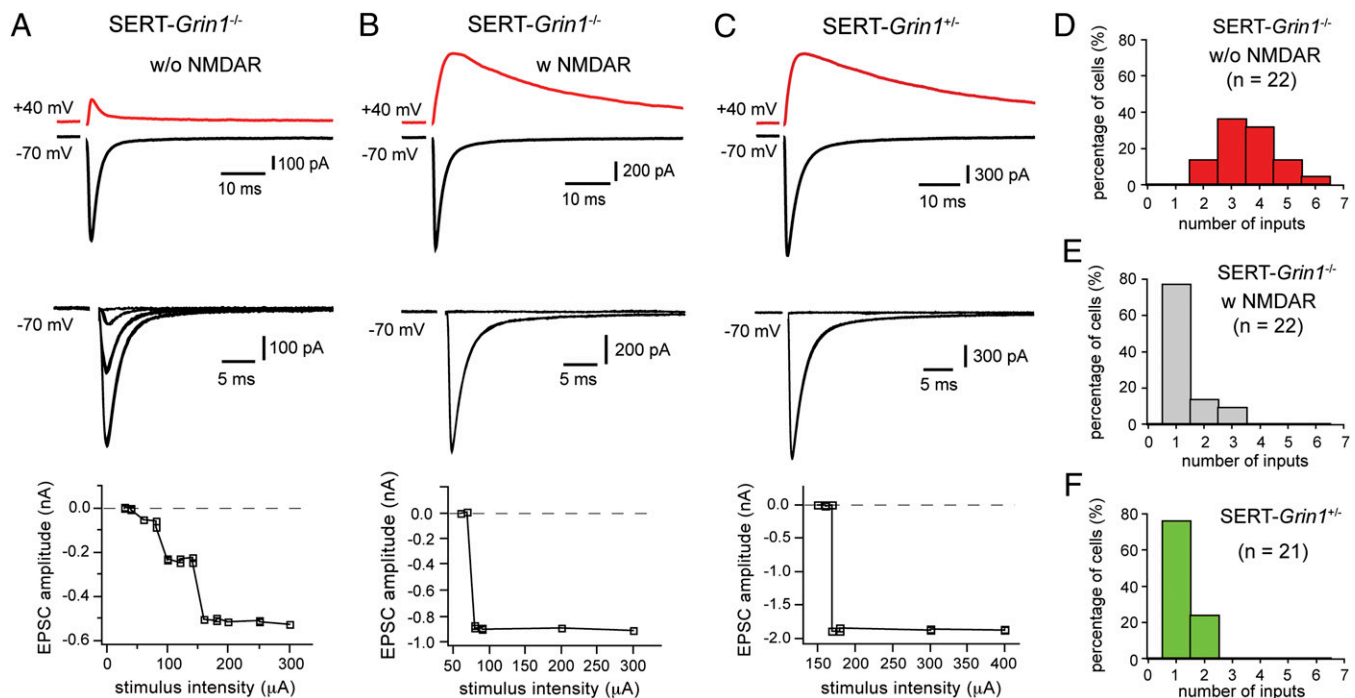 A
SERT-Grin1-/-
w/o NMDAR
+40 mV
-70 mV
100 pA
10 ms
-70 mV
100 pA
5 ms
EPSC amplitude (nA)
0.0
-0.2
-0.4
-0.6
0 100 200 300
stimulus intensity (μA)
B
SERT-Grin1-/-
w NMDAR
+40 mV
-70 mV
200 pA
10 ms
-70 mV
200 pA
5 ms
EPSC amplitude (nA)
0.0
-0.2
-0.4
-0.6
-0.8
-1.0
50 100 150 200 250 300
stimulus intensity (μA)
C
SERT-Grin1+/-
+40 mV
-70 mV
300 pA
10 ms
-70 mV
300 pA
5 ms
EPSC amplitude (nA)
0.0
-0.5
-1.0
-1.5
-2.0
150 200 250 300 350 400
stimulus intensity (μA)
D
SERT-Grin1-/-
w/o NMDAR
(n = 22)
percentage of cells (%)
80
60
40
20
0
0 1 2 3 4 5 6 7
number of inputs
E
SERT-Grin1-/-
w NMDAR
(n = 22)
percentage of cells (%)
80
60
40
20
0
0 1 2 3 4 5 6 7
number of inputs
F
SERT-Grin1+/-
(n = 21)
percentage of cells (%)
80
60
40
20
0
0 1 2 3 4 5 6 7
number of inputs